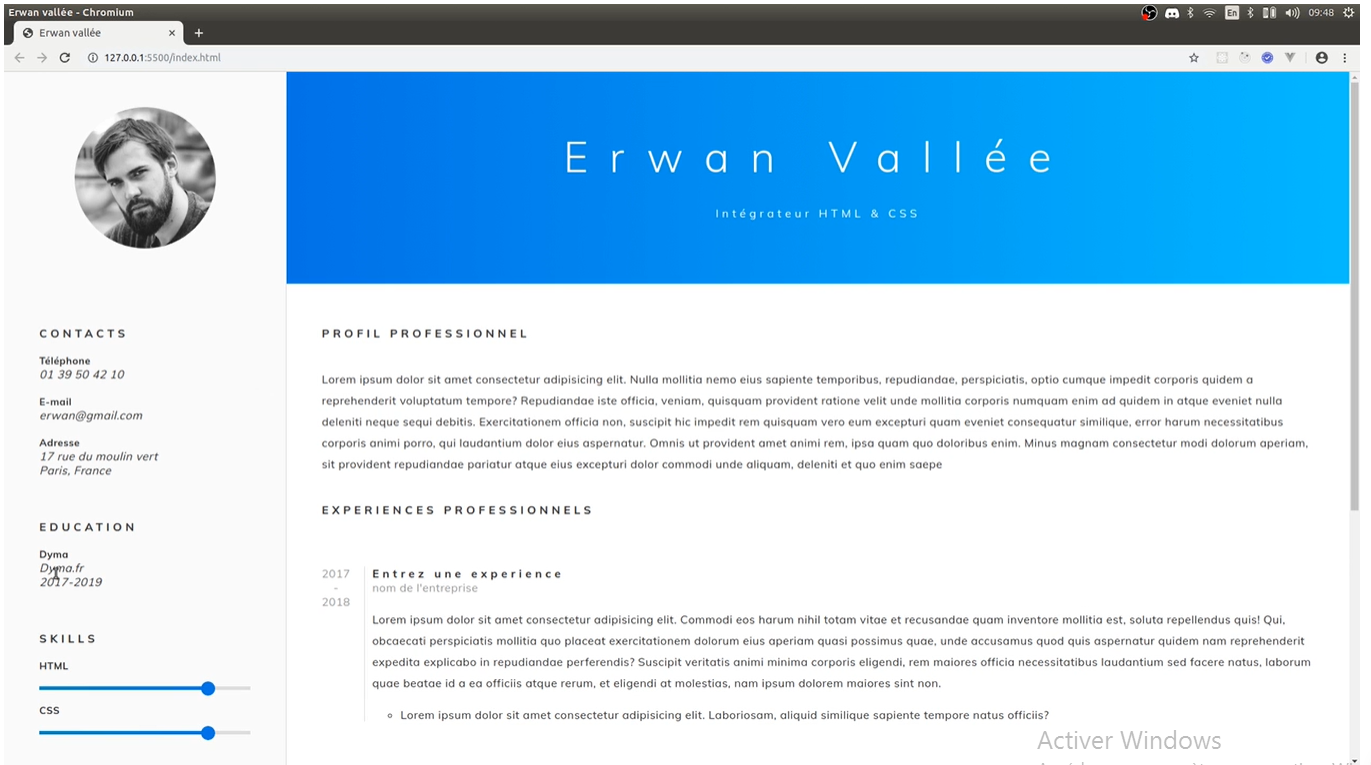 Erwan vallée - Chromium
En
09:48
Erwan vallée
127.0.0.1:5500/index.html
Erwan Vallée
Intégrateur HTML & CSS
CONTACTS
Téléphone
01 39 50 42 10
E-mail
erwan@gmail.com
Adresse
17 rue du moulin vert
Paris, France
EDUCATION
Dyma
Dyma.fr
2017-2019
SKILLS
HTML
CSS
PROFIL PROFESSIONNEL
Lorem ipsum dolor sit amet consectetur adipisicing elit. Nulla mollitia nemo eius sapiente temporibus, repudiandae, perspiciatis, optio cumque impedit corporis quidem a
reprehenderit voluptatum tempore? Repudiandae iste officia, veniam, quisquam provident ratione velit unde mollitia corporis numquam enim ad quidem in atque eveniet nulla
deleniti neque sequi debitis. Exercitationem officia non, suscipit hic impedit rem quisquam vero eum excepturi quam eveniet consequatur similique, error harum necessitatibus
corporis animi porro, qui laudantium dolor eius aspernatur. Omnis ut provident amet animi rem, ipsa quam quo doloribus enim. Minus magnam consectetur modi dolorum aperiam,
sit provident repudiandae pariatur atque eius excepturi dolor commodi unde aliquam, deleniti et quo enim saepe
EXPERIENCES PROFESSIONNELS
2017
-
2018
Entrez une experience
nom de l'entreprise
Lorem ipsum dolor sit amet consectetur adipisicing elit. Commodi eos harum nihil totam vitae et recusandae quam inventore mollitia est, soluta repellendus quis! Qui,
obcaecati perspiciatis mollitia quo placeat exercitationem dolorum eius aperiam quasi possimus quae, unde accusamus quod quis aspernatur quidem nam reprehenderit
expedita explicabo in repudiandae perferendis? Suscipit veritatis animi minima corporis eligendi, rem maiores officia necessitatibus laudantium sed facere natus, laborum
quae beatae id a ea officiis atque rerum, et eligendi at molestias, nam ipsum dolorem maiores sint non.
Lorem ipsum dolor sit amet consectetur adipisicing elit. Laboriosam, aliquid similique sapiente tempore natus officiis?
Activer Windows